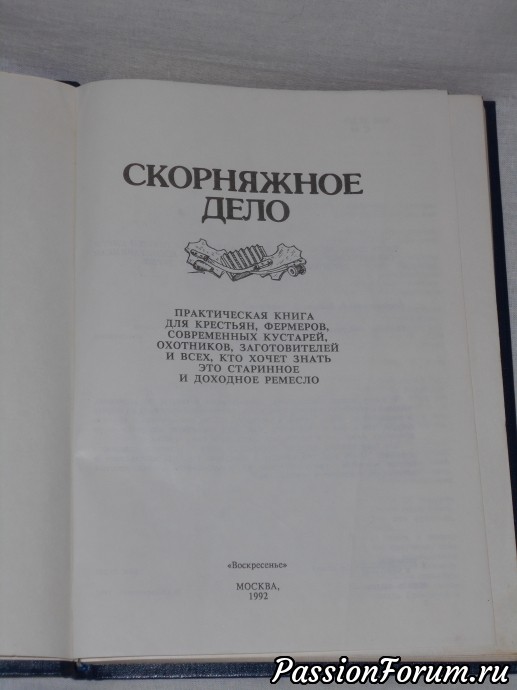 СКОРНЯЖНОЕ
ДЕЛО
ПРАКТИЧЕСКАЯ КНИГА
ДЛЯ КРЕСТЬЯН, ФЕРМЕРОВ,
СОВРЕМЕННЫХ КУСТАРЕЙ,
ОХОТНИКОВ, ЗАГОТОВИТЕЛЕЙ
И ВСЕХ, КТО ХОЧЕТ ЗНАТЬ
ЭТО СТАРИННОЕ
И ДОХОДНОЕ РЕМЕСЛО
«Воскресенье»
МОСКВА,
1992
PassionForum.ru